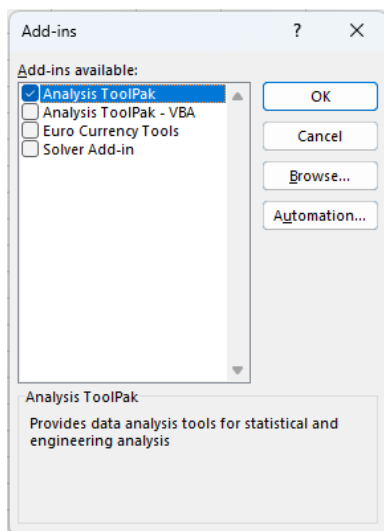 Add-ins ? ×
Add-ins available:
Analysis ToolPak
Analysis ToolPak - VBA
Euro Currency Tools
Solver Add-in
OK
Cancel
Browse...
Automation...
Analysis ToolPak
Provides data analysis tools for statistical and
engineering analysis